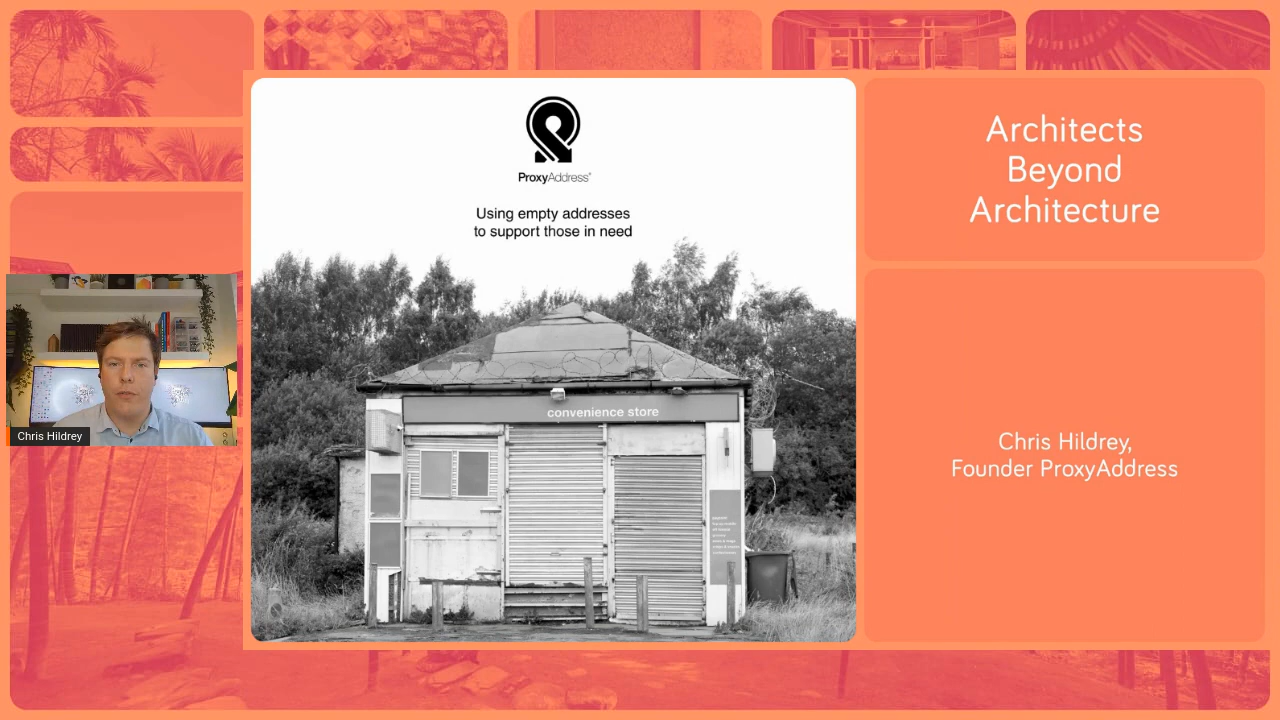 ProxyAddress
Using empty addresses
to support those in need
convenience store
Architects
Beyond
Architecture
Chris Hildrey,
Founder ProxyAddress
Chris Hildrey